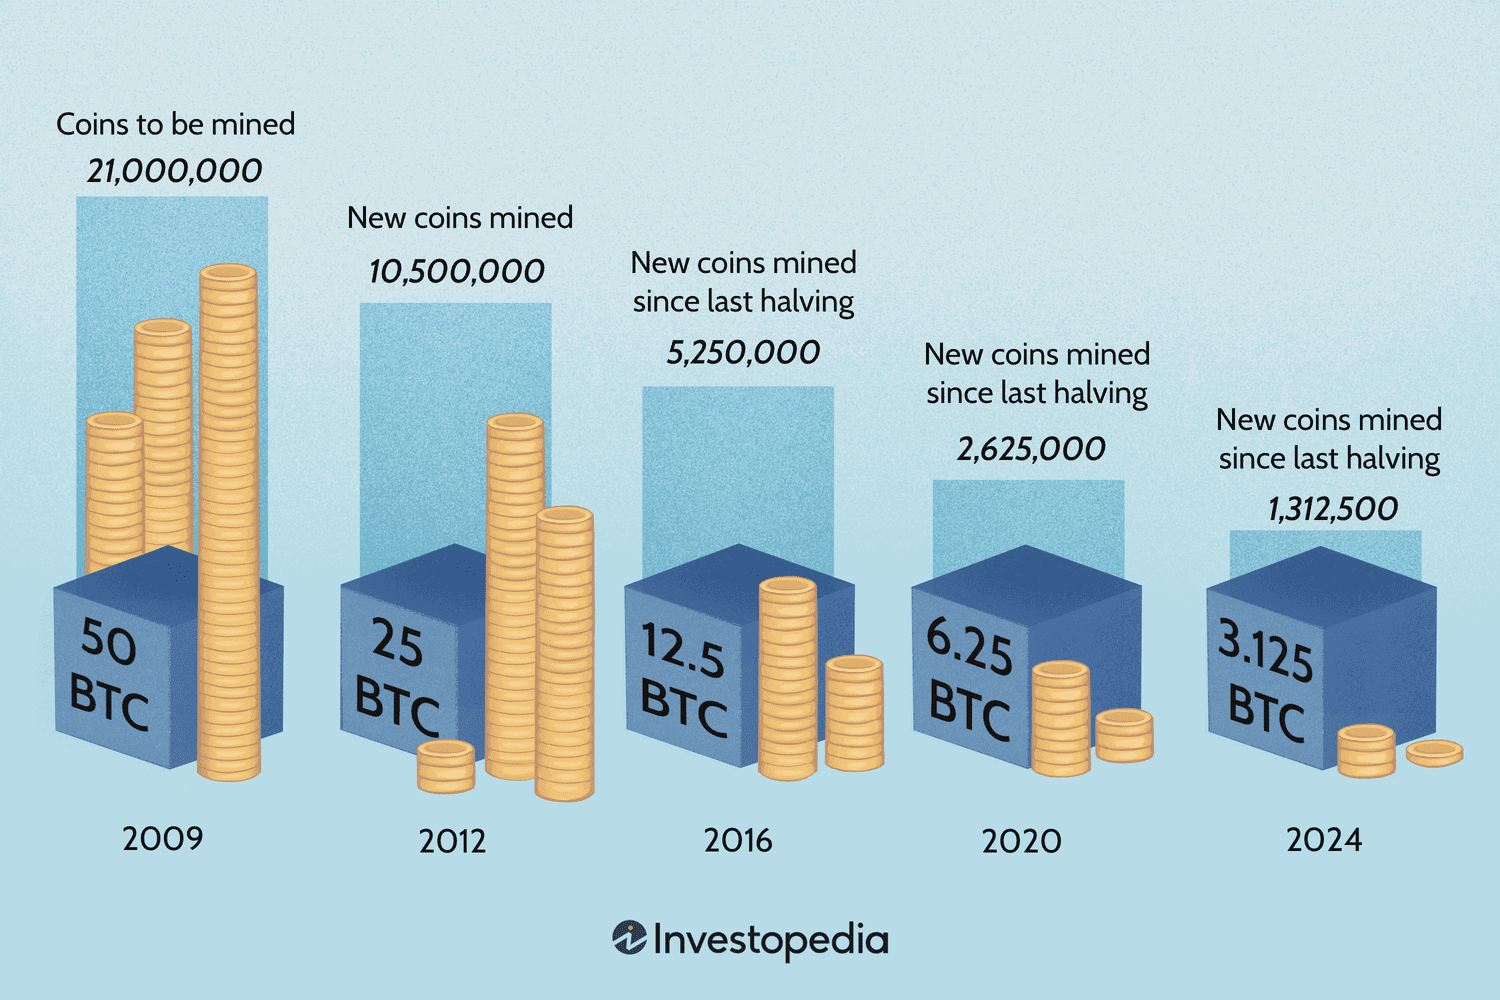 Coins to be mined
21,000,000
50
BTC
2009
New coins mined
10,500,000
25
BTC
2012
New coins mined
since last halving
5,250,000
12.5
BTC
2016
New coins mined
since last halving
2,625,000
6.25
BTC
2020
New coins mined
since last halving
1,312,500
3.125
BTC
2024
Investopedia